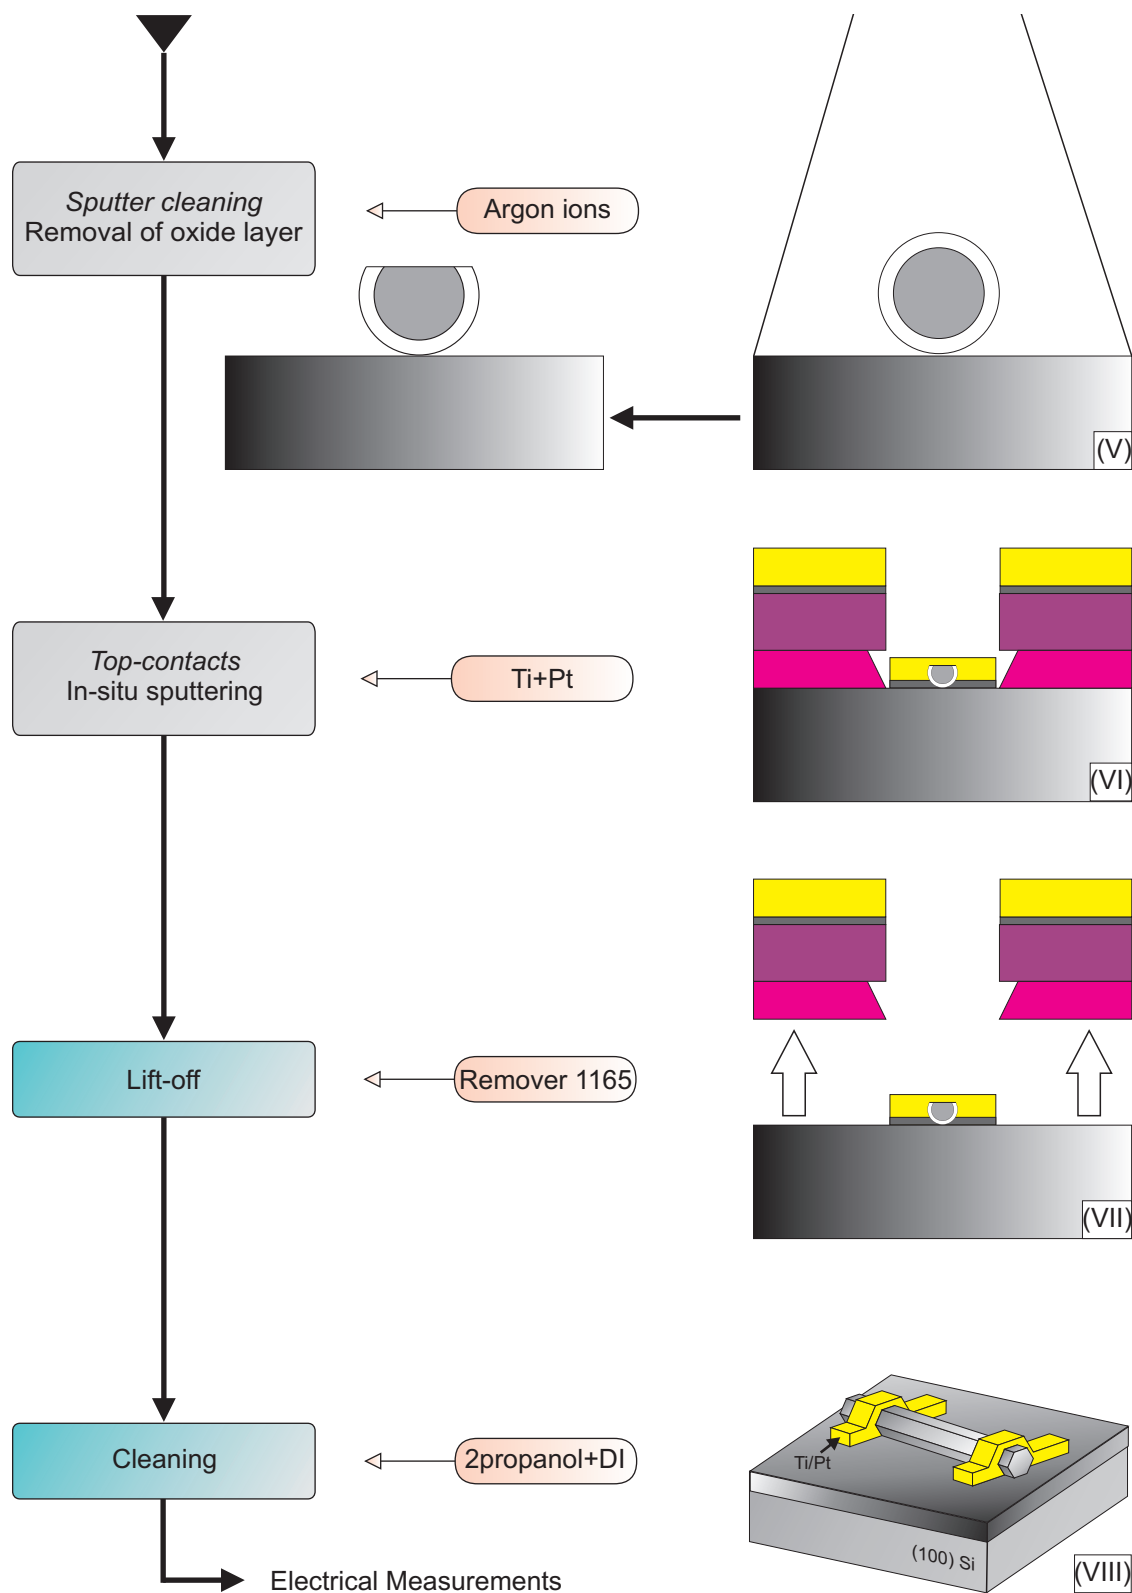 Sputter cleaning
Removal of oxide layer
Argon ions
(V)
Top-contacts
In-situ sputtering
Ti+Pt
(VI)
Lift-off
Remover 1165
(VII)
Cleaning
2propanol+DI
Ti/Pt
(100) Si
(VIII)
Electrical Measurements